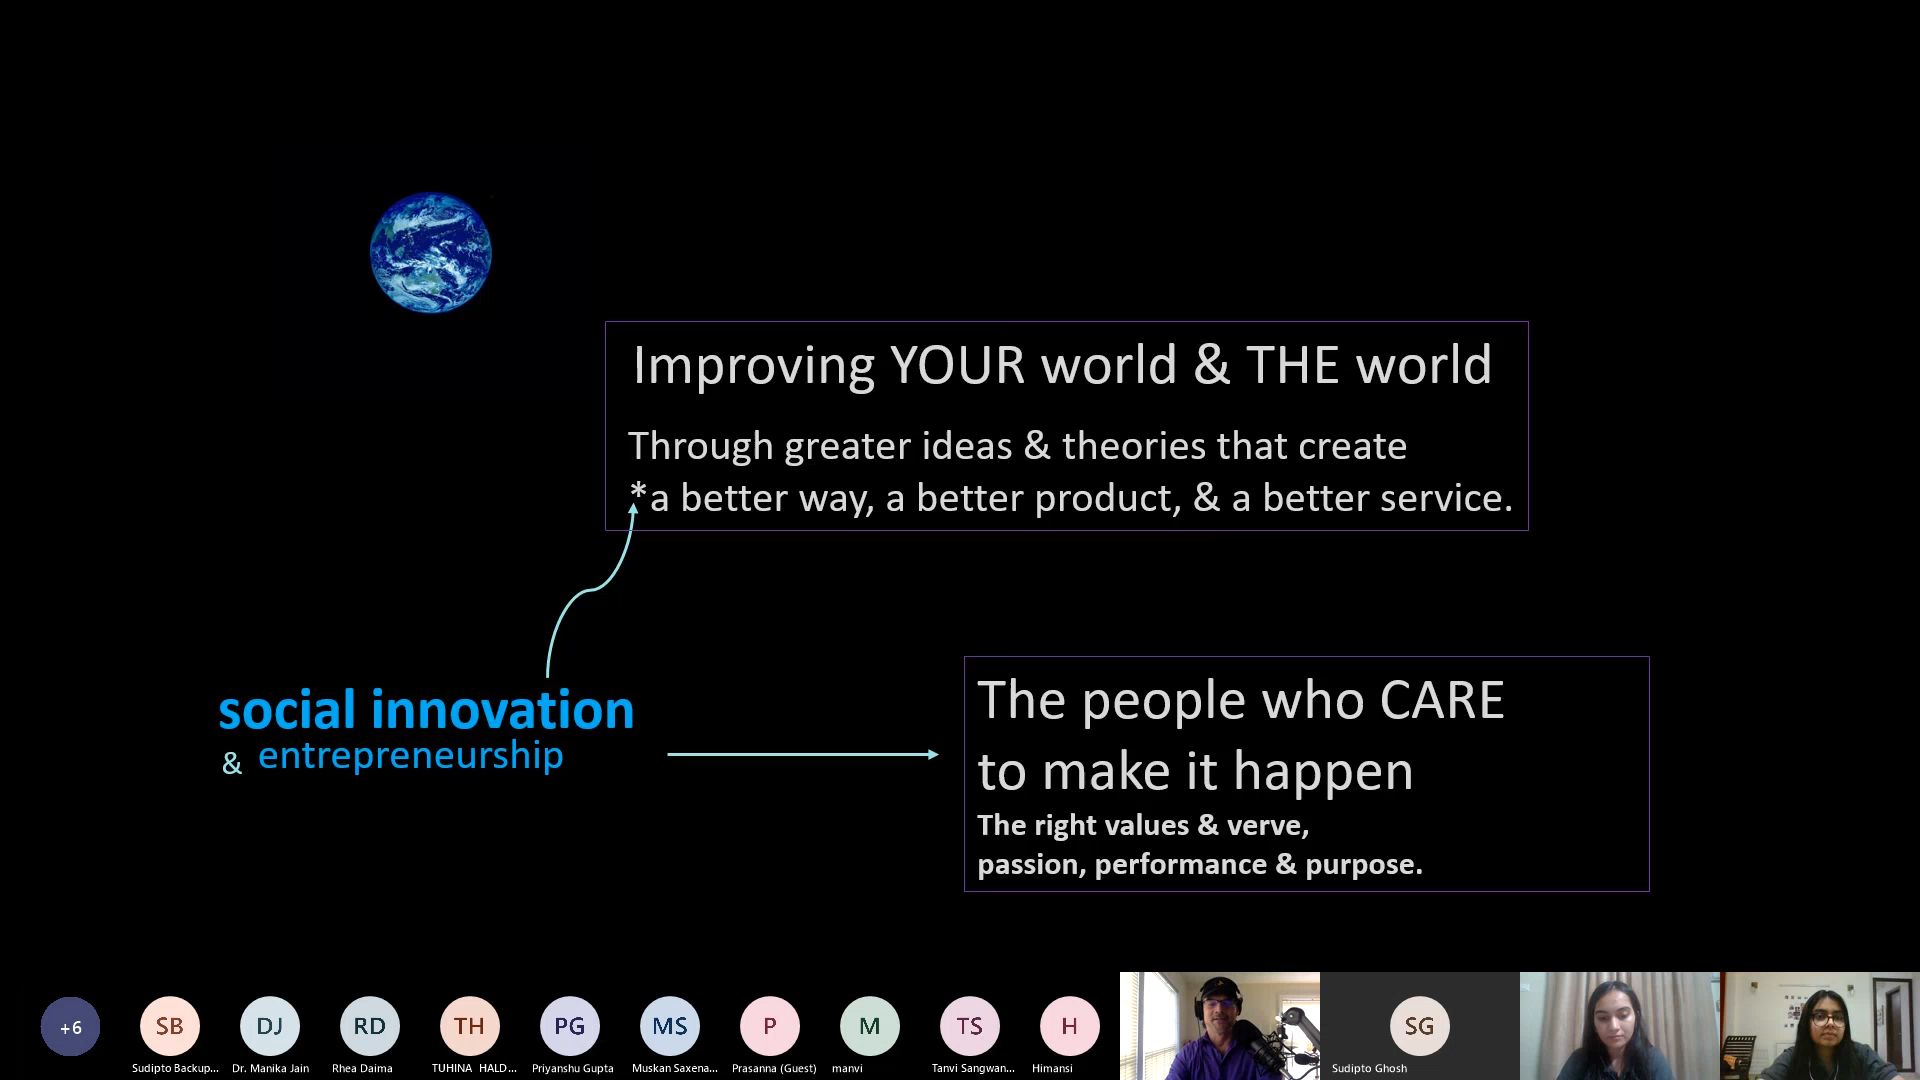 Improving YOUR world & THE world
Through greater ideas & theories that create
*a better way, a better product, & a better service.
social innovation
& entrepreneurship
The people who CARE
to make it happen
The right values & verve,
passion, performance & purpose.
+6
SB
DJ
RD
TH
PG
MS
P
M
TS
H
SG
Sudipto Backup...
Dr. Manika Jain
Rhea Daima
TUHINA HALD...
Priyanshu Gupta
Muskan Saxena...
Prasanna (Guest)
manvi
Tanvi Sangwan...
Himansi
Sudipto Ghosh